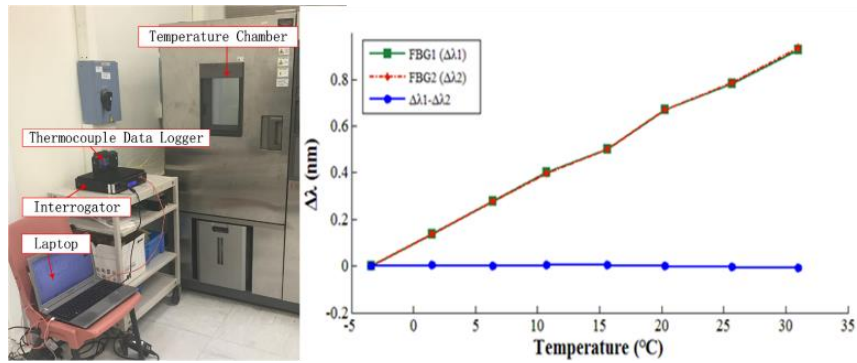 Temperature Chamber
Thermocouple Data Logger
Interrogator
Laptop
FBG1 (Δλ1)
FBG2 (Δλ2)
Δλ1-Δλ2
Δλ (nm)
0.8
0.6
0.4
0.2
0
-0.2
-5
0
5
10
15
20
25
30
35
Temperature (°C)